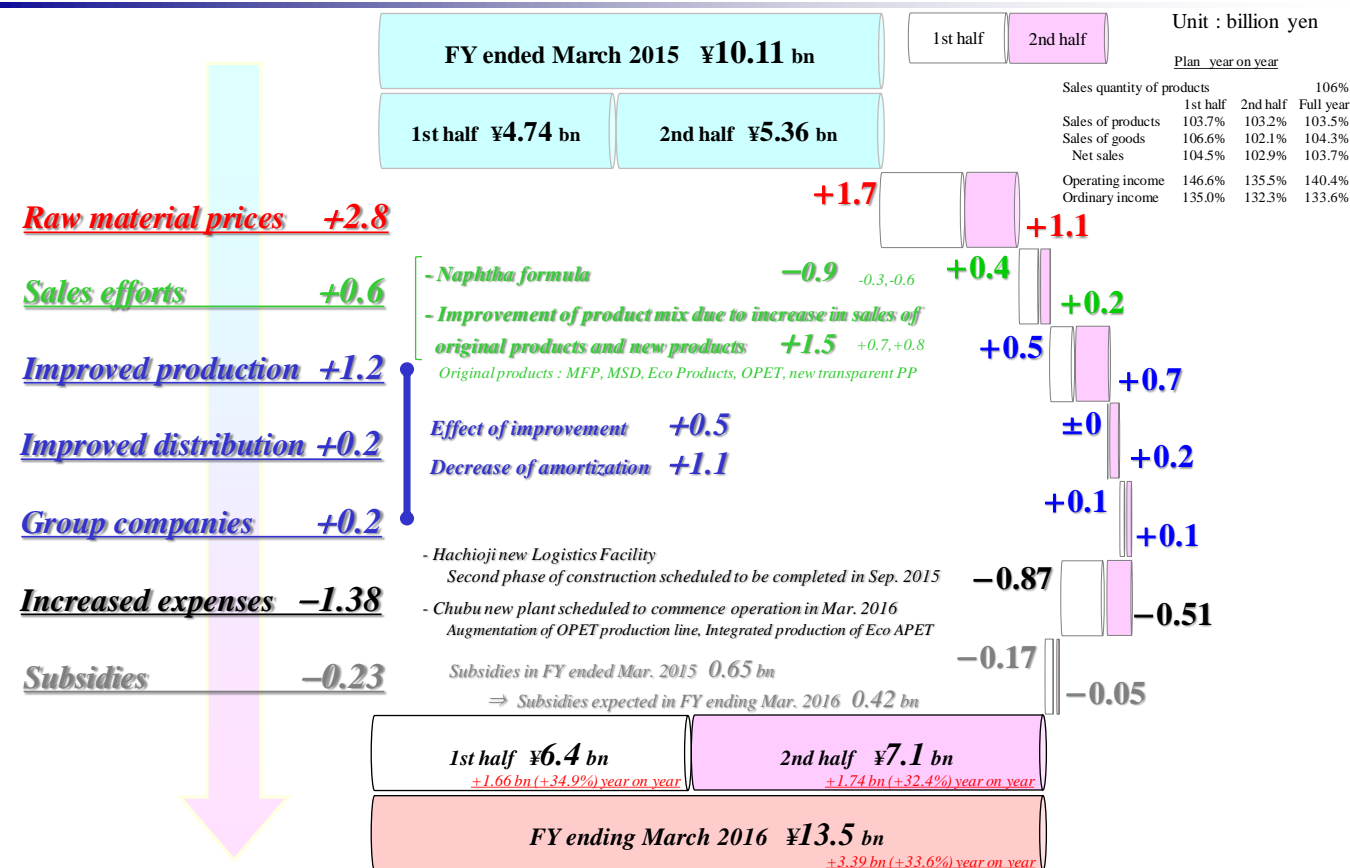 Unit : billion yen
FY ended March 2015 ¥10.11 bn
1st half 2nd half
Plan year on year
Sales quantity of products 106%
1st half 2nd half Full year
Sales of products 103.7% 103.2% 103.5%
Sales of goods 106.6% 102.1% 104.3%
Net sales 104.5% 102.9% 103.7%
Operating income 146.6% 135.5% 140.4%
Ordinary income 135.0% 132.3% 133.6%
1st half ¥4.74 bn 2nd half ¥5.36 bn
Raw material prices +2.8
+1.7
+1.1
Sales efforts +0.6
- Naphtha formula −0.9 -0.3,-0.6
- Improvement of product mix due to increase in sales of
original products and new products +1.5 +0.7,+0.8
Original products : MFP, MSD, Eco Products, OPET, new transparent PP
+0.4
+0.2
Improved production +1.2
+0.5
+0.7
Improved distribution +0.2
Effect of improvement +0.5
Decrease of amortization +1.1
±0
+0.2
Group companies +0.2
+0.1
+0.1
Increased expenses −1.38
- Hachioji new Logistics Facility
Second phase of construction scheduled to be completed in Sep. 2015
- Chubu new plant scheduled to commence operation in Mar. 2016
Augmentation of OPET production line, Integrated production of Eco APET
−0.87
−0.51
Subsidies −0.23
Subsidies in FY ended Mar. 2015 0.65 bn
⇒ Subsidies expected in FY ending Mar. 2016 0.42 bn
−0.17
−0.05
1st half ¥6.4 bn
+1.66 bn (+34.9%) year on year
2nd half ¥7.1 bn
+1.74 bn (+32.4%) year on year
FY ending March 2016 ¥13.5 bn
+3.39 bn (+33.6%) year on year